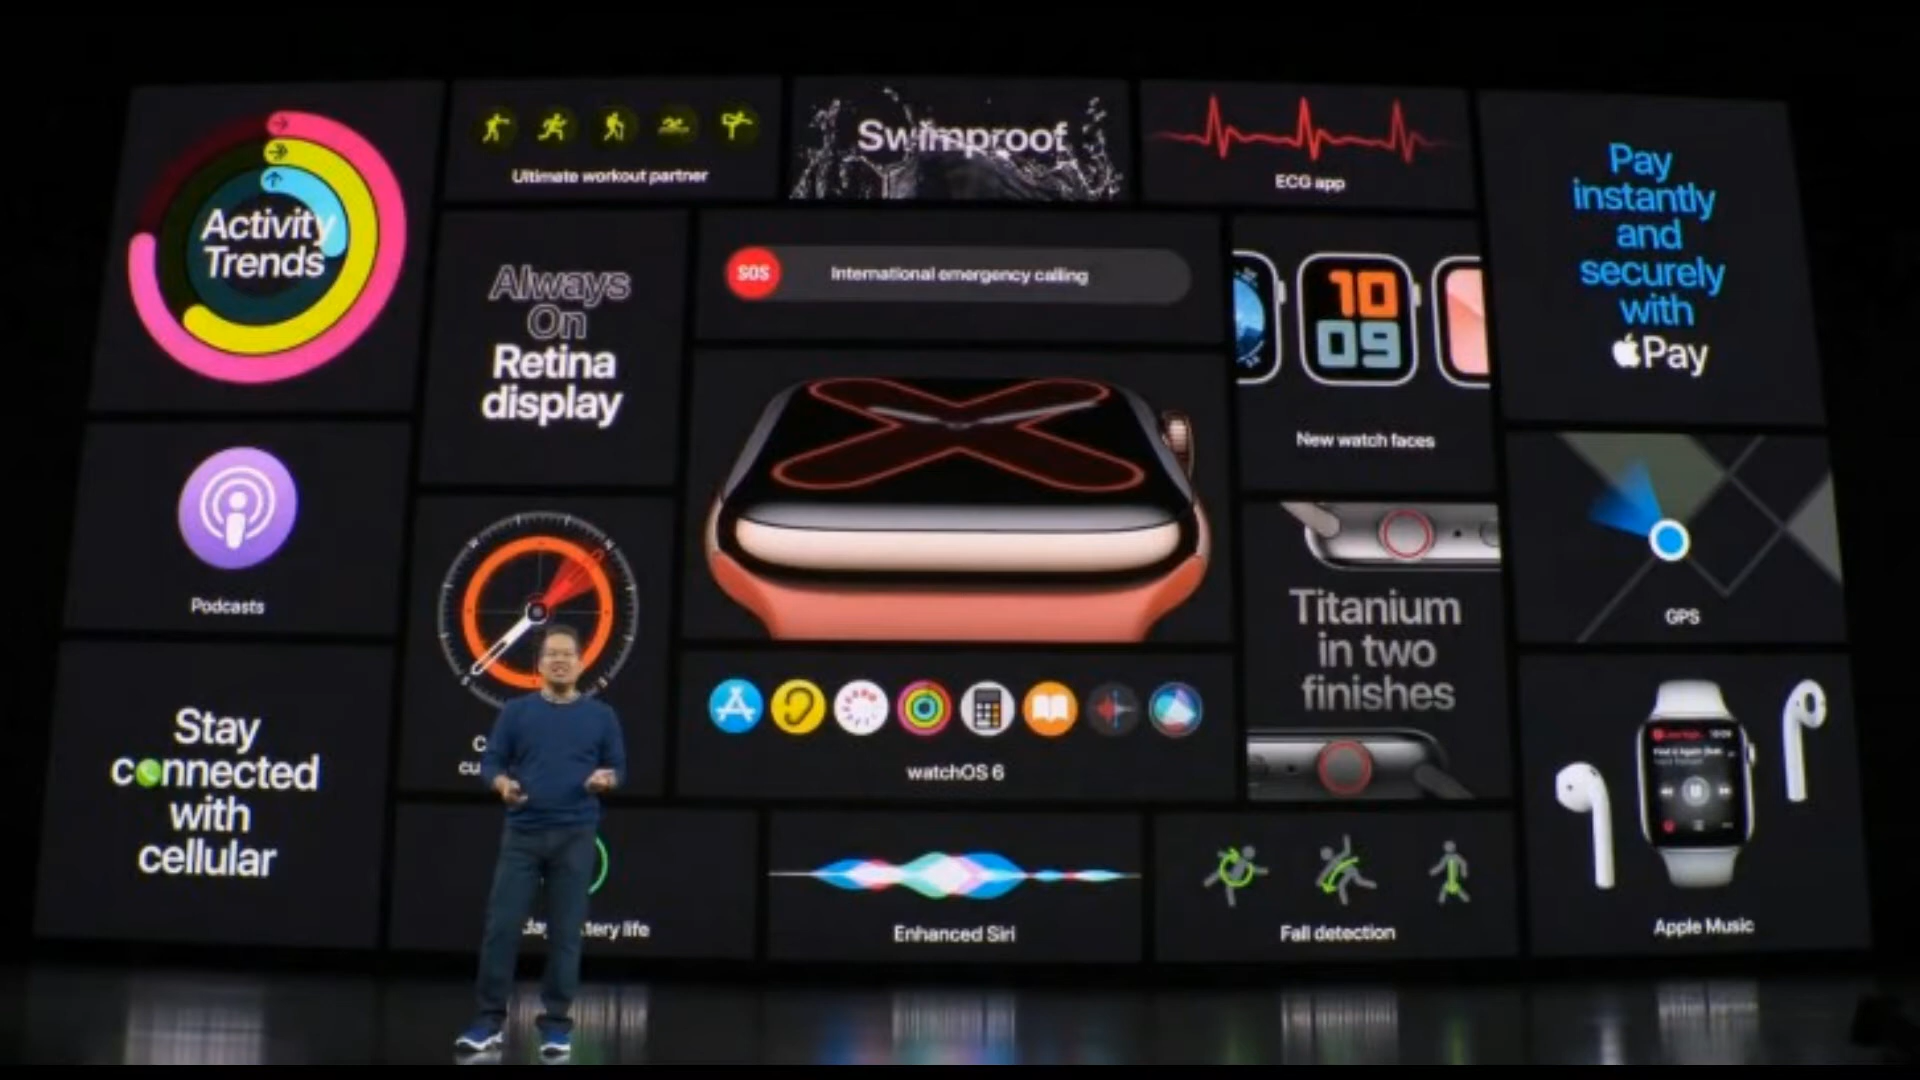 Activity
Trends
Ultimate workout partner
Swimproof
ECG app
Pay
instantly
and
securely
with
Pay
Always
On
Retina
display
SOS
International emergency calling
10
09
New watch faces
Podcasts
GPS
Titanium
in two
finishes
Stay
connected
with
cellular
watchOS 6
battery life
Enhanced Siri
Fall detection
Apple Music